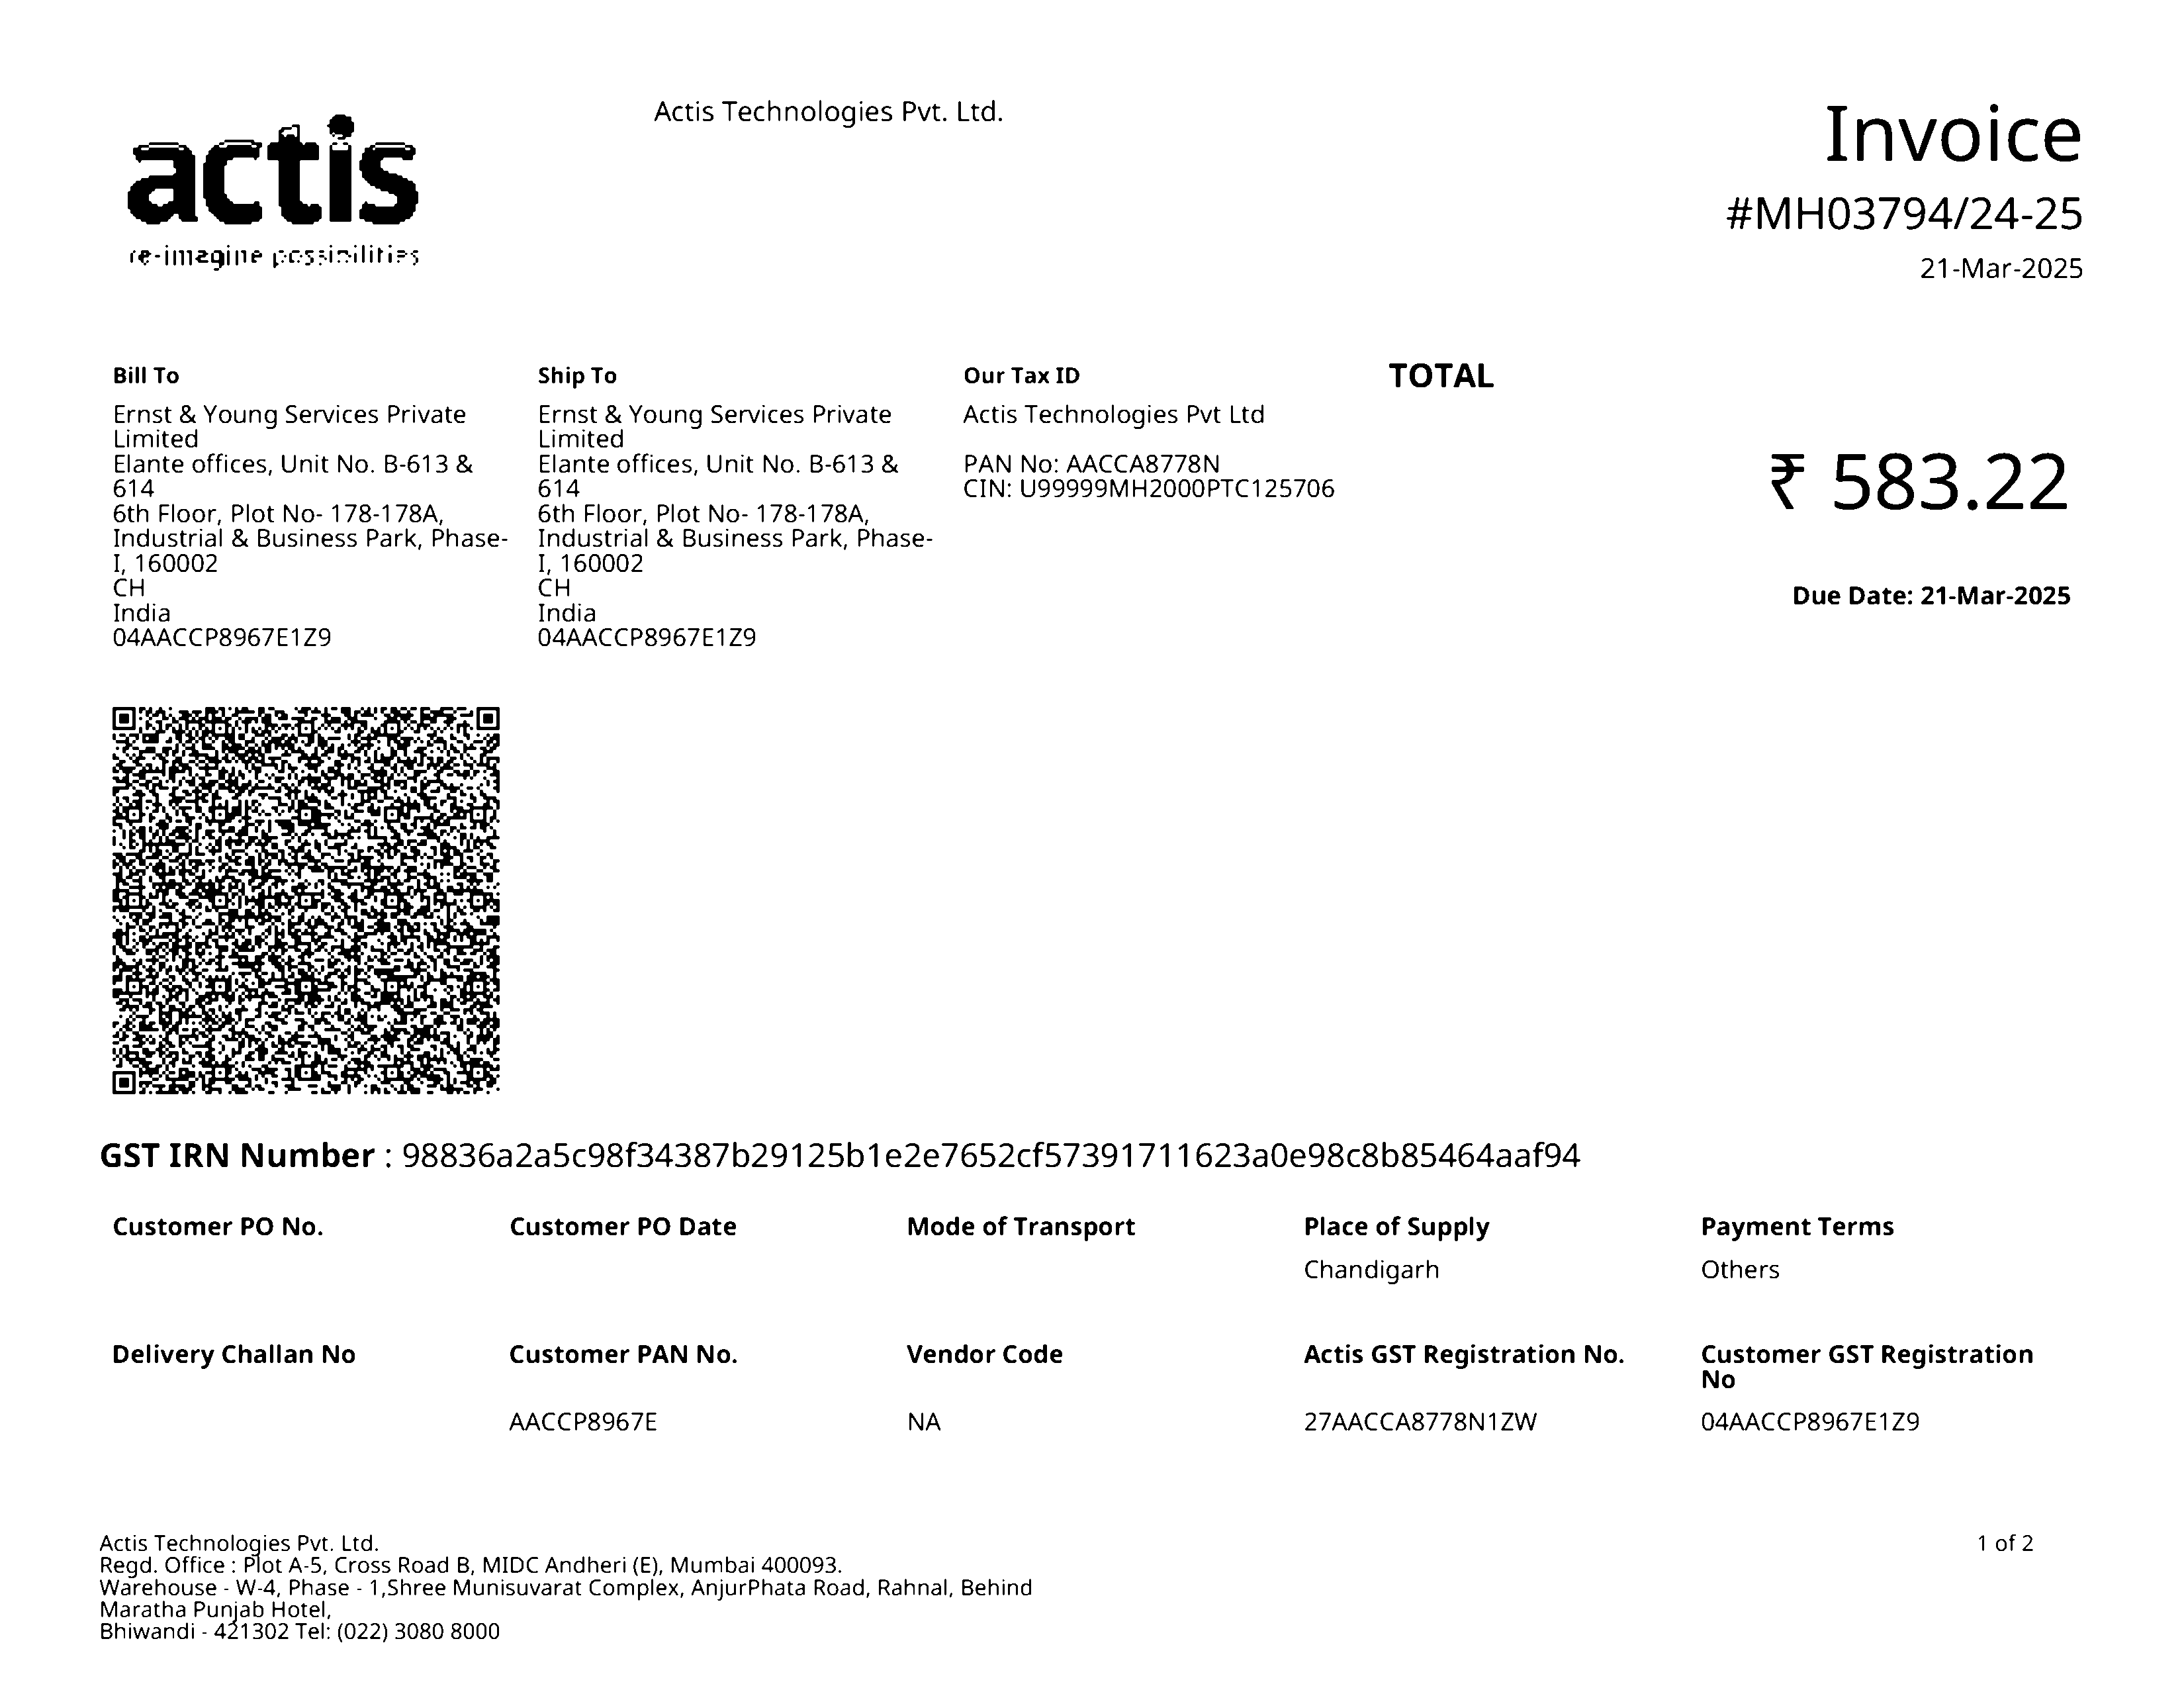 actis
re-imagine possibilities
Actis Technologies Pvt. Ltd.
Invoice
#MH03794/24-25
21-Mar-2025
Bill To
Ernst & Young Services Private
Limited
Elante offices, Unit No. B-613 &
614
6th Floor, Plot No- 178-178A,
Industrial & Business Park, Phase-
I, 160002
CH
India
04AACCP8967E1Z9
Ship To
Ernst & Young Services Private
Limited
Elante offices, Unit No. B-613 &
614
6th Floor, Plot No- 178-178A,
Industrial & Business Park, Phase-
I, 160002
CH
India
04AACCP8967E1Z9
Our Tax ID
Actis Technologies Pvt Ltd
PAN No: AACCA8778N
CIN: U99999MH2000PTC125706
TOTAL
₹ 583.22
Due Date: 21-Mar-2025
GST IRN Number : 98836a2a5c98f34387b29125b1e2e7652cf57391711623a0e98c8b85464aaf94
Customer PO No.
Customer PO Date
Mode of Transport
Place of Supply
Chandigarh
Payment Terms
Others
Delivery Challan No
Customer PAN No.
AACCP8967E
Vendor Code
NA
Actis GST Registration No.
27AACCA8778N1ZW
Customer GST Registration
No
04AACCP8967E1Z9
Actis Technologies Pvt. Ltd.
Regd. Office : Plot A-5, Cross Road B, MIDC Andheri (E), Mumbai 400093.
Warehouse - W-4, Phase - 1,Shree Munisuvarat Complex, AnjurPhata Road, Rahnal, Behind
Maratha Punjab Hotel,
Bhiwandi - 421302 Tel: (022) 3080 8000
1 of 2